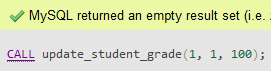 MySQL returned an empty result set (i.e.
CALL update_student_grade(1, 1, 100);